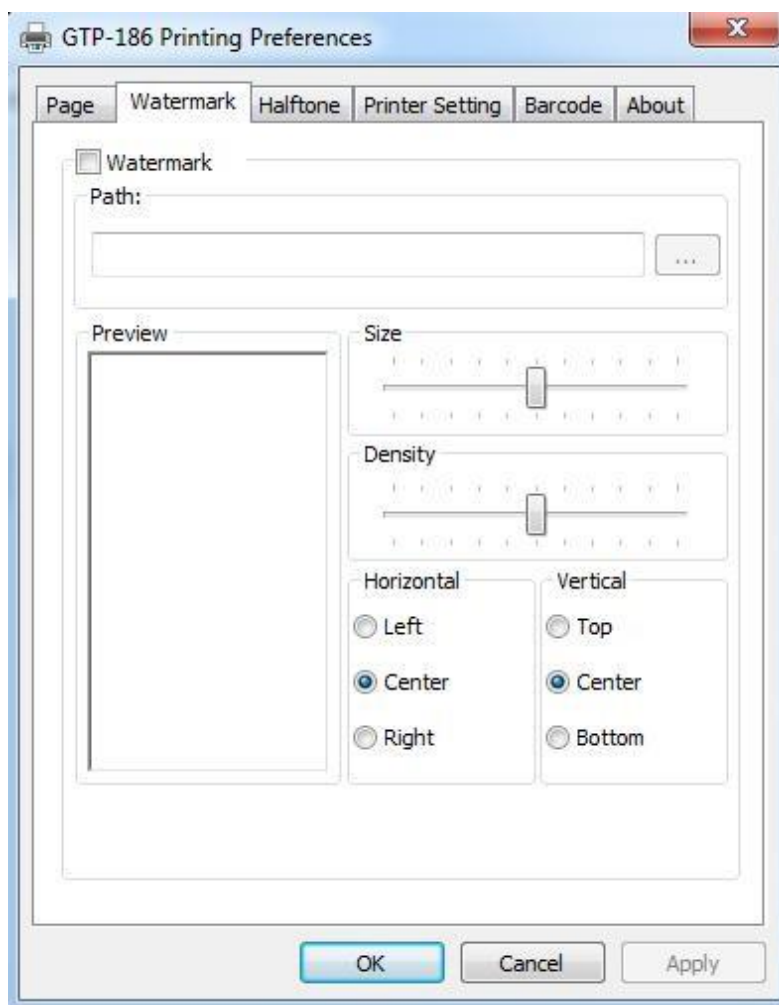 GTP-186 Printing Preferences
Page Watermark Halftone Printer Setting Barcode About
Watermark
Path:
...
Preview Size
Density
Horizontal Vertical
Left Top
Center Center
Right Bottom
OK Cancel Apply